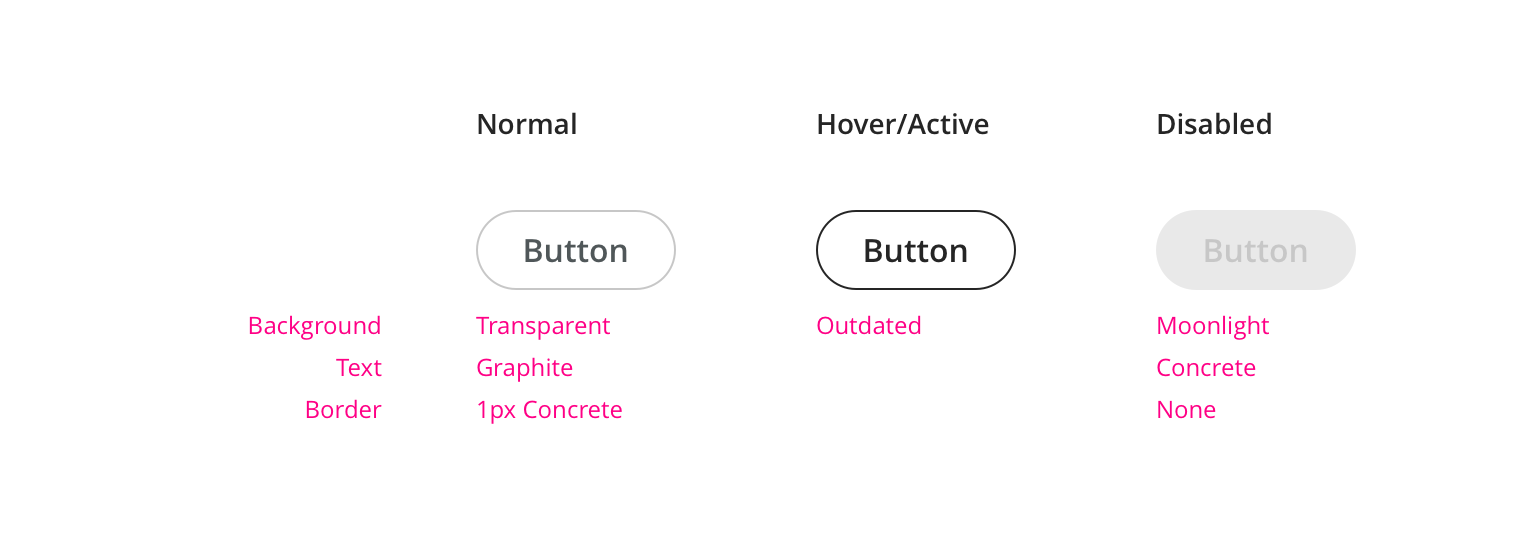 Normal Hover/Active Disabled
Button Button Button
Background Transparent Outdated Moonlight
Text Graphite Concrete
Border 1px Concrete None